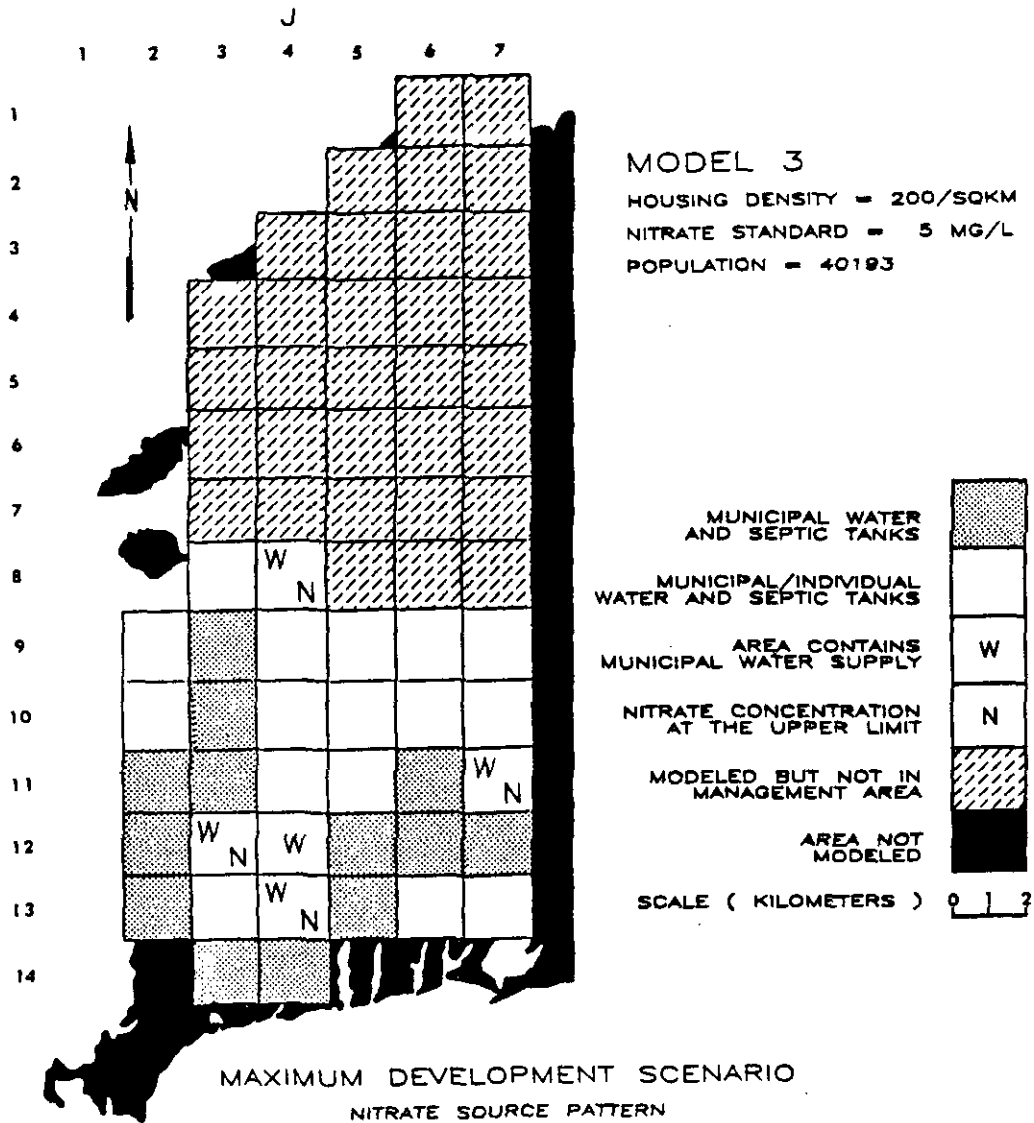 J
1 2 3 4 5 6 7
1
2
3
4
5
6
7
8
9
10
11
12
13
14
N
MODEL 3
HOUSING DENSITY = 200/SQKM
NITRATE STANDARD = 5 MG/L
POPULATION = 40193
W
N
W
N
W
N
W
W
N
MUNICIPAL WATER
AND SEPTIC TANKS
MUNICIPAL/INDIVIDUAL
WATER AND SEPTIC TANKS
AREA CONTAINS
MUNICIPAL WATER SUPPLY
W
NITRATE CONCENTRATION
AT THE UPPER LIMIT
N
MODELED BUT NOT IN
MANAGEMENT AREA
AREA NOT
MODELED
SCALE ( KILOMETERS )
0 1 2
MAXIMUM DEVELOPMENT SCENARIO
NITRATE SOURCE PATTERN